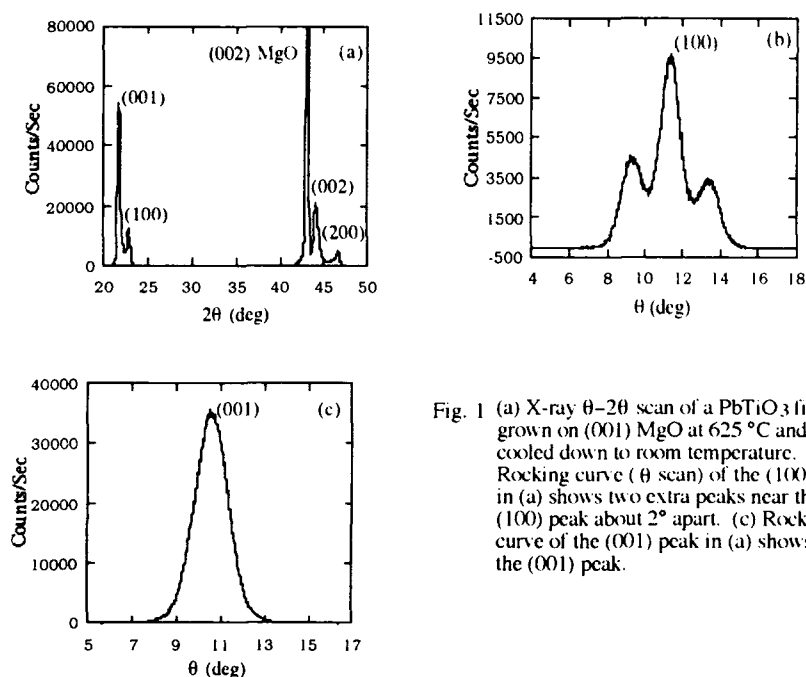 80000
60000
40000
20000
0
Counts/Sec
(002) MgO
(a)
(001)
(100)
(002)
(200)
20 25 30 35 40 45 50
2θ (deg)
11500
9500
7500
5500
3500
1500
-500
Counts/Sec
(100)
(b)
4 6 8 10 12 14 16 18
θ (deg)
40000
30000
20000
10000
0
Counts/Sec
(001)
(c)
5 7 9 11 13 15 17
θ (deg)
Fig. 1 (a) X-ray θ-2θ scan of a PbTiO3 fi
grown on (001) MgO at 625 °C and
cooled down to room temperature.
Rocking curve (θ scan) of the (100
in (a) shows two extra peaks near th
(100) peak about 2° apart. (c) Rock
curve of the (001) peak in (a) shows
the (001) peak.